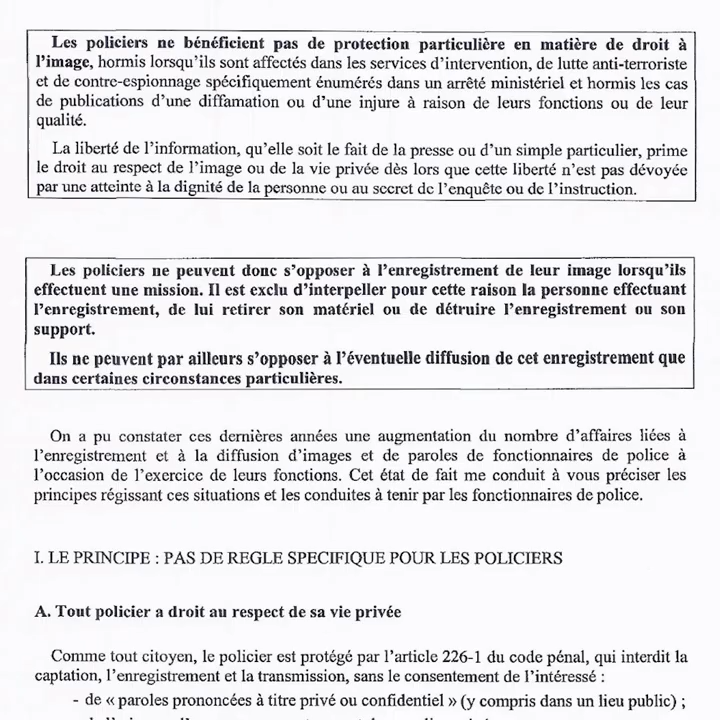 Les policiers ne bénéficient pas de protection particulière en matière de droit à
l'image, hormis lorsqu'ils sont affectés dans les services d'intervention, de lutte anti-terroriste
et de contre-espionnage spécifiquement énumérés dans un arrêté ministériel et hormis les cas
de publications d'une diffamation ou d'une injure à raison de leurs fonctions ou de leur
qualité.
La liberté de l'information, qu'elle soit le fait de la presse ou d'un simple particulier, prime
le droit au respect de l'image ou de la vie privée dès lors que cette liberté n'est pas dévoyée
par une atteinte à la dignité de la personne ou au secret de l'enquête ou de l'instruction.
Les policiers ne peuvent donc s'opposer à l'enregistrement de leur image lorsqu'ils
effectuent une mission. Il est exclu d'interpeller pour cette raison la personne effectuant
l'enregistrement, de lui retirer son matériel ou de détruire l'enregistrement ou son
support.
Ils ne peuvent par ailleurs s'opposer à l'éventuelle diffusion de cet enregistrement que
dans certaines circonstances particulières.
On a pu constater ces dernières années une augmentation du nombre d'affaires liées à
l'enregistrement et à la diffusion d'images et de paroles de fonctionnaires de police à
l'occasion de l'exercice de leurs fonctions. Cet état de fait me conduit à vous préciser les
principes régissant ces situations et les conduites à tenir par les fonctionnaires de police.
I. LE PRINCIPE : PAS DE REGLE SPECIFIQUE POUR LES POLICIERS
A. Tout policier a droit au respect de sa vie privée
Comme tout citoyen, le policier est protégé par l'article 226-1 du code pénal, qui interdit la
captation, l'enregistrement et la transmission, sans le consentement de l'intéressé :
- de « paroles prononcées à titre privé ou confidentiel » (y compris dans un lieu public) ;